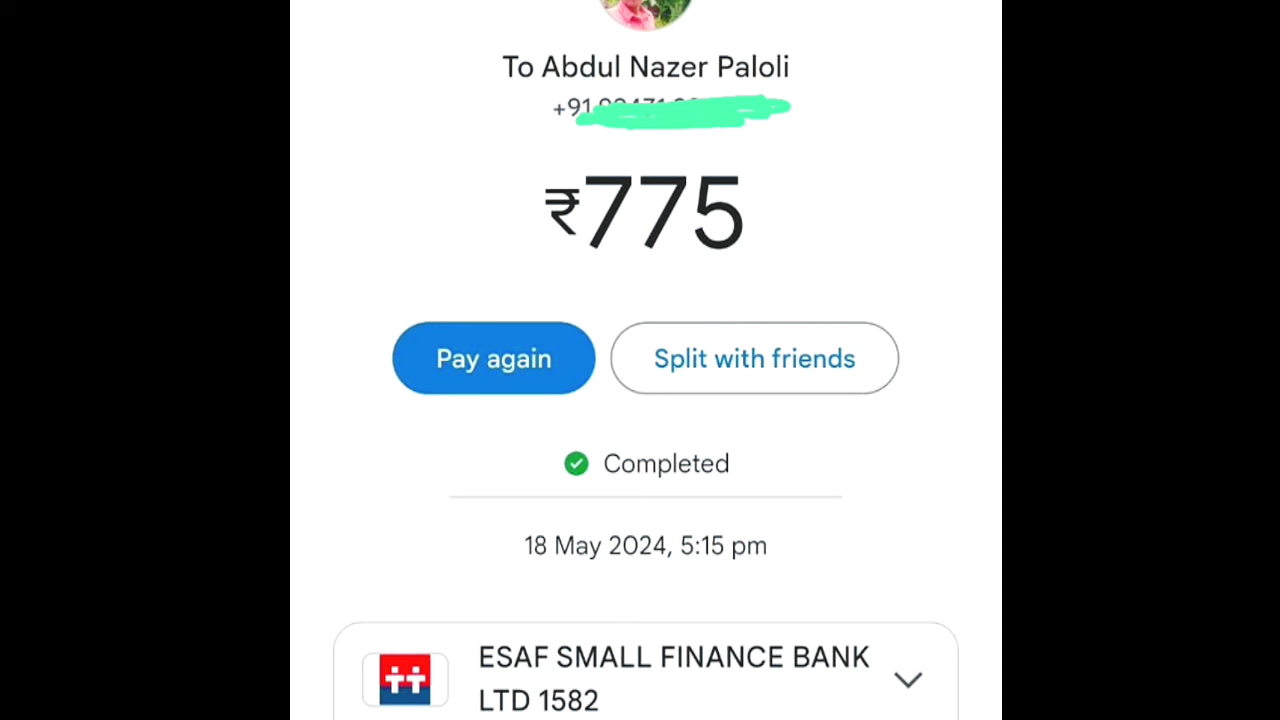 To Abdul Nazer Paloli
+91
₹775
Pay again
Split with friends
Completed
18 May 2024, 5:15 pm
ESAF SMALL FINANCE BANK
LTD 1582